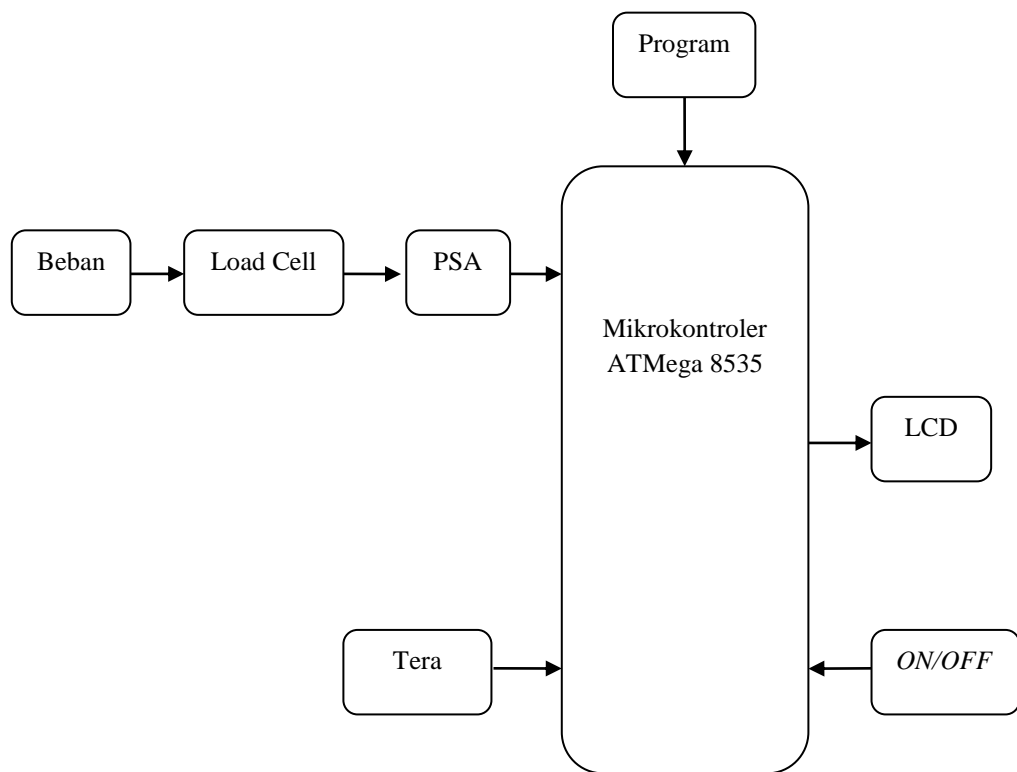 Program
Beban
Load Cell
PSA
Mikrokontroler
ATMega 8535
LCD
Tera
ON/OFF